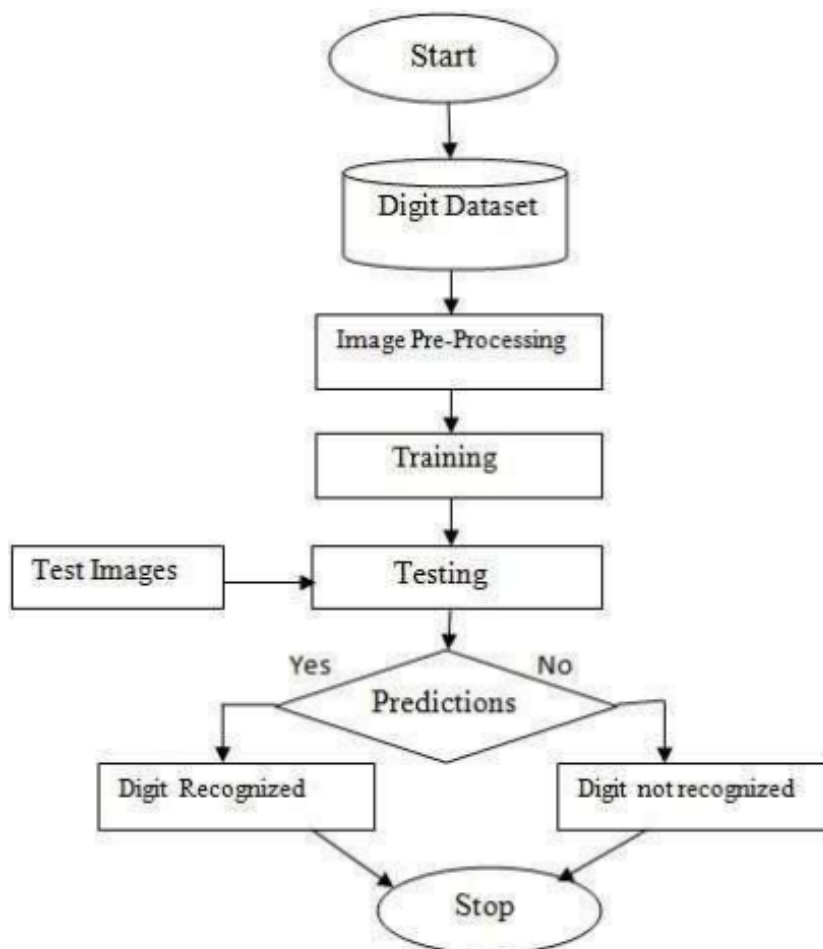 Start
Digit Dataset
Image Pre-Processing
Training
Test Images
Testing
Yes
No
Predictions
Digit Recognized
Digit not recognized
Stop